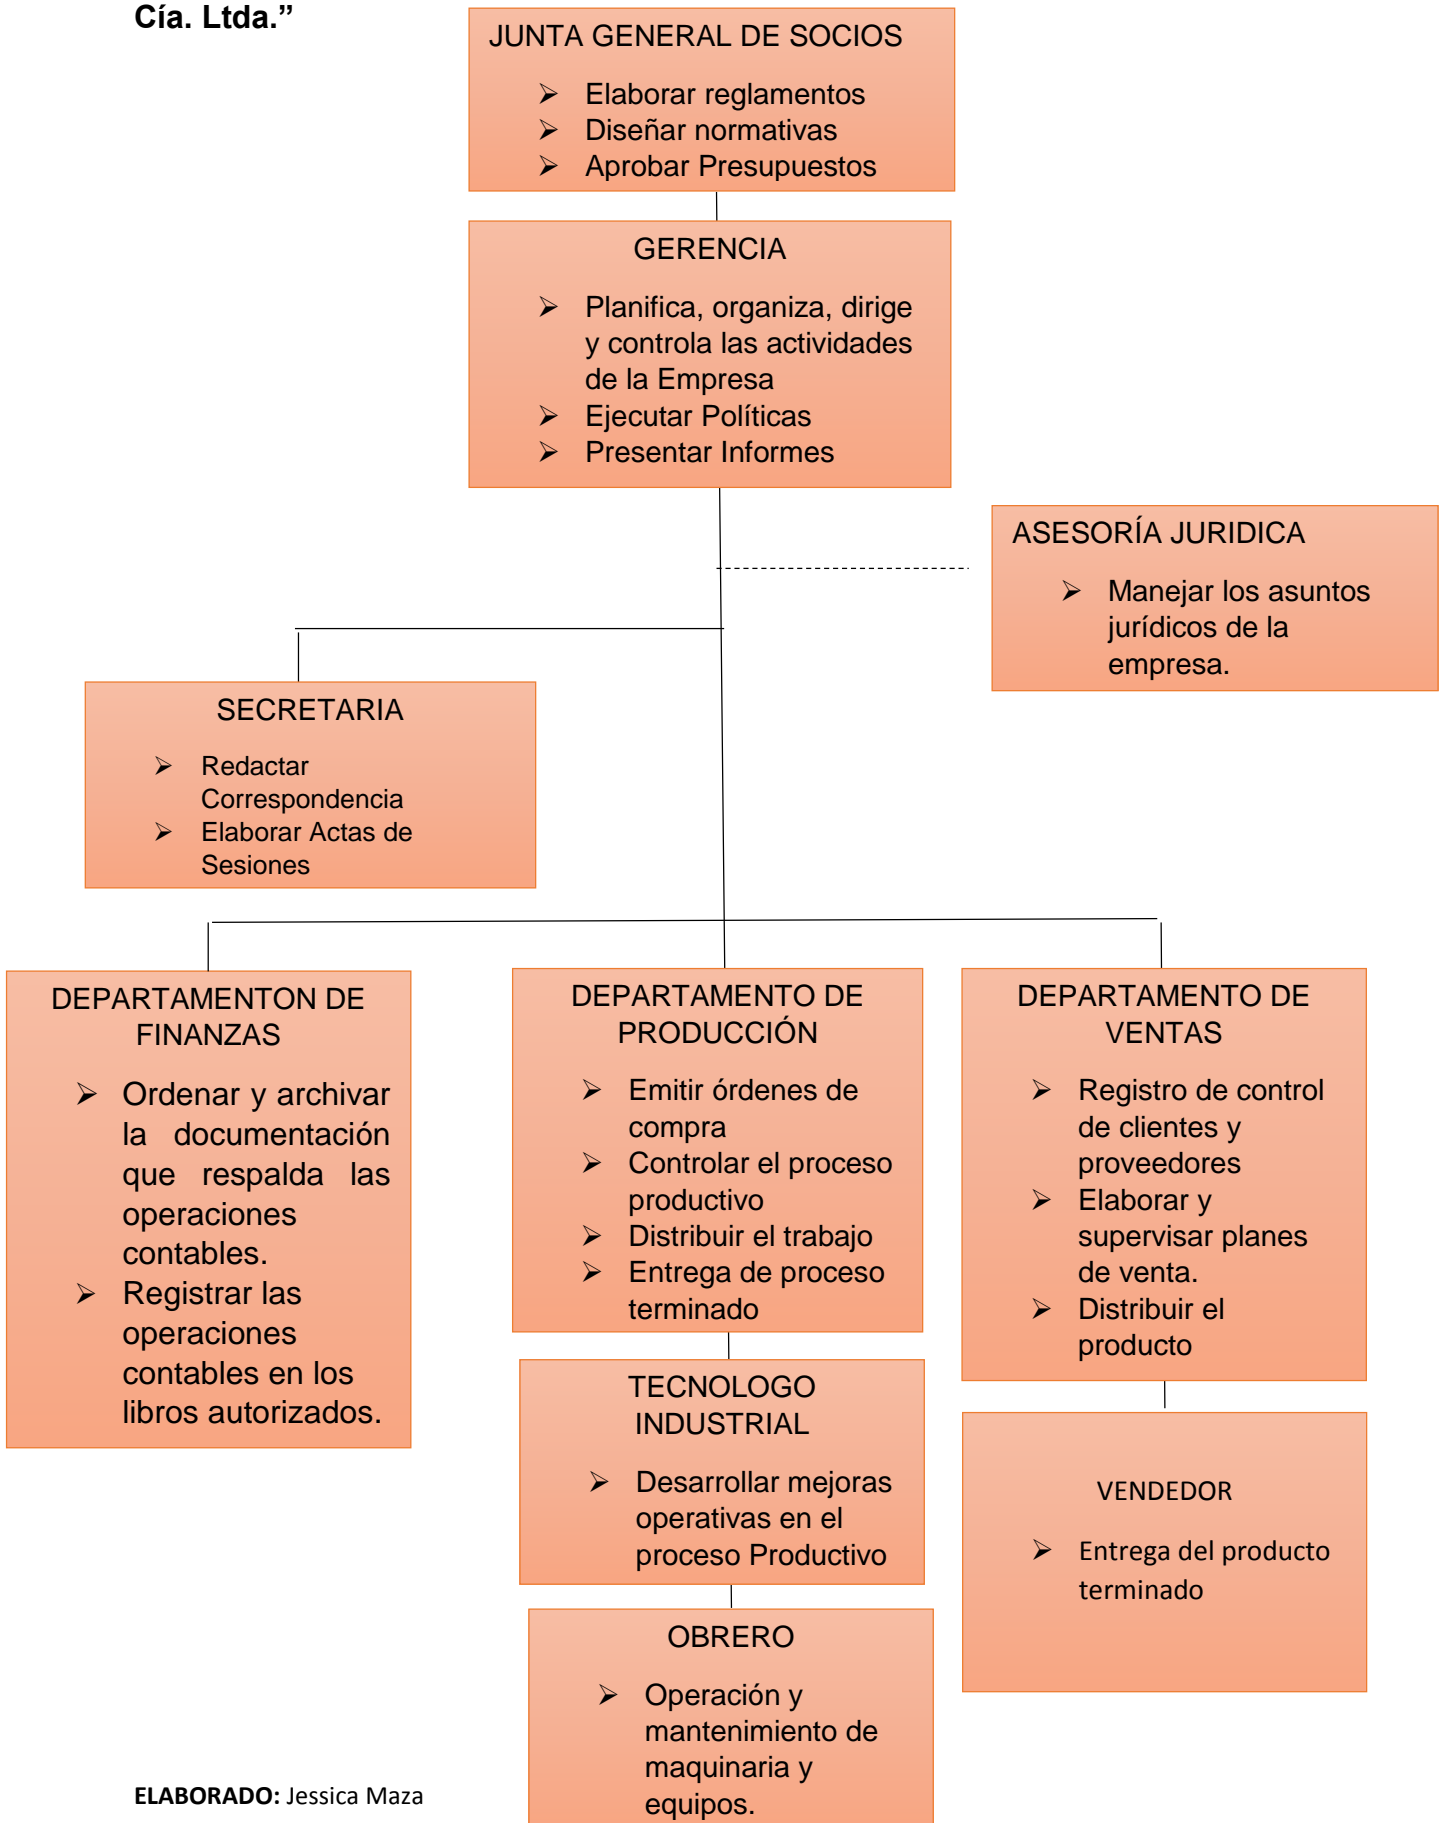 Cía. Ltda.”
JUNTA GENERAL DE SOCIOS
➢ Elaborar reglamentos
➢ Diseñar normativas
➢ Aprobar Presupuestos
GERENCIA
➢ Planifica, organiza, dirige
y controla las actividades
de la Empresa
➢ Ejecutar Políticas
➢ Presentar Informes
ASESORÍA JURIDICA
➢ Manejar los asuntos
jurídicos de la
empresa.
SECRETARIA
➢ Redactar
Correspondencia
➢ Elaborar Actas de
Sesiones
DEPARTAMENTON DE
FINANZAS
➢ Ordenar y archivar
la documentación
que respalda las
operaciones
contables.
➢ Registrar las
operaciones
contables en los
libros autorizados.
DEPARTAMENTO DE
PRODUCCIÓN
➢ Emitir órdenes de
compra
➢ Controlar el proceso
productivo
➢ Distribuir el trabajo
➢ Entrega de proceso
terminado
DEPARTAMENTO DE
VENTAS
➢ Registro de control
de clientes y
proveedores
➢ Elaborar y
supervisar planes
de venta.
➢ Distribuir el
producto
TECNOLOGO
INDUSTRIAL
➢ Desarrollar mejoras
operativas en el
proceso Productivo
VENDEDOR
➢ Entrega del producto
terminado
OBRERO
➢ Operación y
mantenimiento de
maquinaria y
equipos.
ELABORADO: Jessica Maza